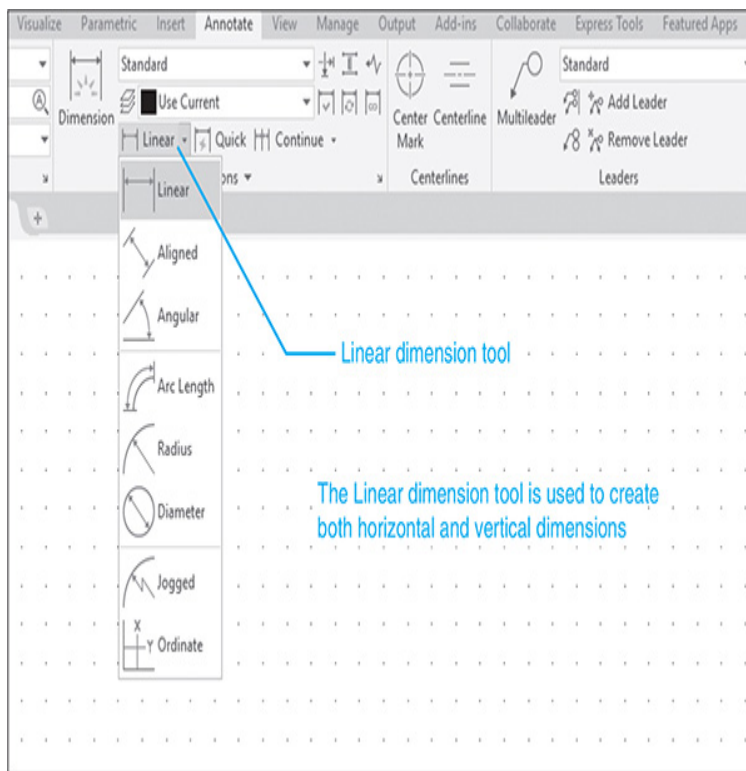 Visualize Parametric Insert Annotate View Manage Output Add-ins Collaborate Express Tools Featured Apps
Standard
Standard
A
Use Current
Add Leader
Dimension
Center
Mark
Centerline
Multileader
Linear
Quick
Continue
Remove Leader
ons
Centerlines
Leaders
+
Linear
Aligned
Angular
Linear dimension tool
Arc Length
Radius
The Linear dimension tool is used to create
both horizontal and vertical dimensions
Diameter
Jogged
X
Y
Ordinate